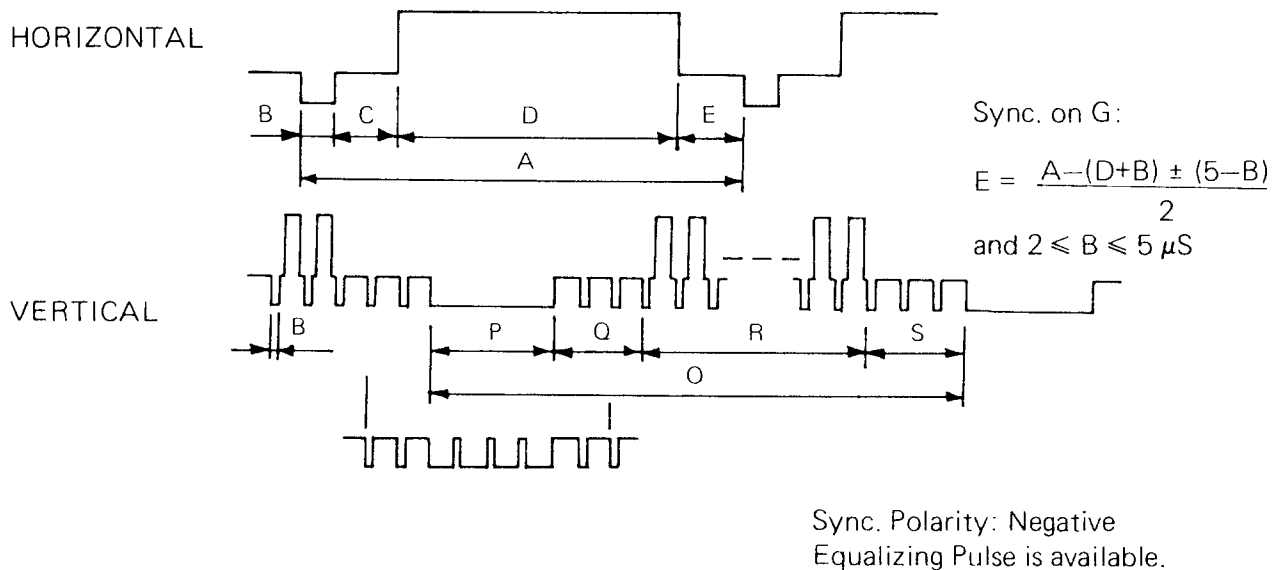 HORIZONTAL
B C D E
A
Sync. on G:
E = A—(D+B) ± (5—B)
2
and 2 ⩽ B ⩽ 5 μS
VERTICAL
B P Q R S
O
Sync. Polarity: Negative
Equalizing Pulse is available.